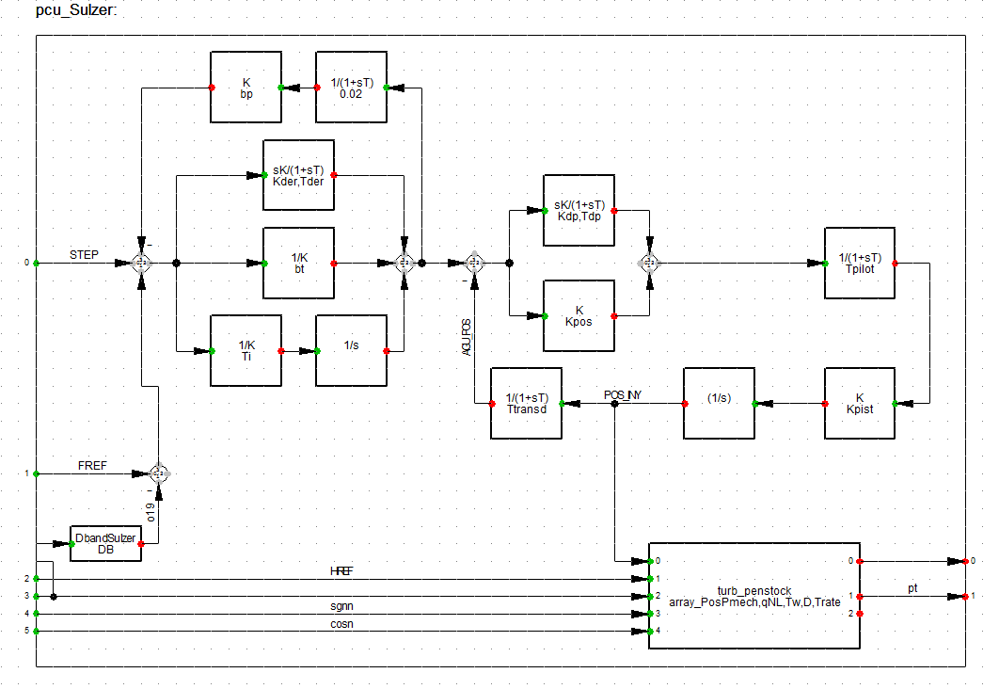 pcu_Sulzer:
K
bp
1/(1+sT)
0.02
sK/(1+sT)
Kder,Tder
sK/(1+sT)
Kdp,Tdp
–
0
STEP
1/K
bt
–
1/(1+sT)
Tpilot
K
Kpos
1/K
Ti
1/s
ACU_POS
1/(1+sT)
Ttransd
POS_INY
(1/s)
K
Kpist
1
FREF
–
o19
DbandSulzer
DB
0
0
0
2
HREF
1
turb_penstock
array_PosPmech,qNL,Tw,D,Trate
pt
3
2
1
1
4
sgnn
3
2
5
cosn
4